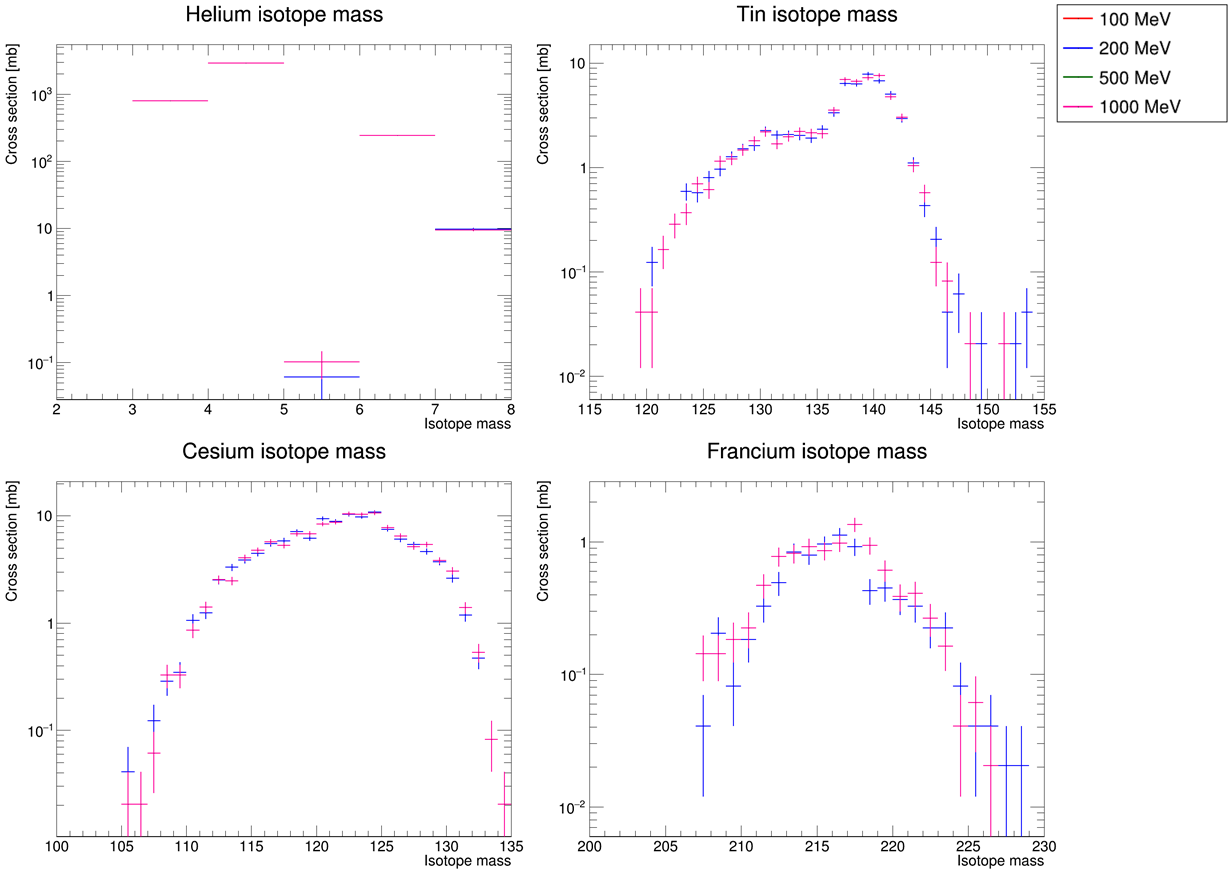 Helium isotope mass
Cross section [mb]
10³
10²
10
1
10⁻¹
2 3 4 5 6 7 8
Isotope mass
Tin isotope mass
Cross section [mb]
10
1
10⁻¹
10⁻²
115 120 125 130 135 140 145 150 155
Isotope mass
100 MeV
200 MeV
500 MeV
1000 MeV
Cesium isotope mass
Cross section [mb]
10
1
10⁻¹
100 105 110 115 120 125 130 135
Isotope mass
Francium isotope mass
Cross section [mb]
1
10⁻¹
10⁻²
200 205 210 215 220 225 230
Isotope mass